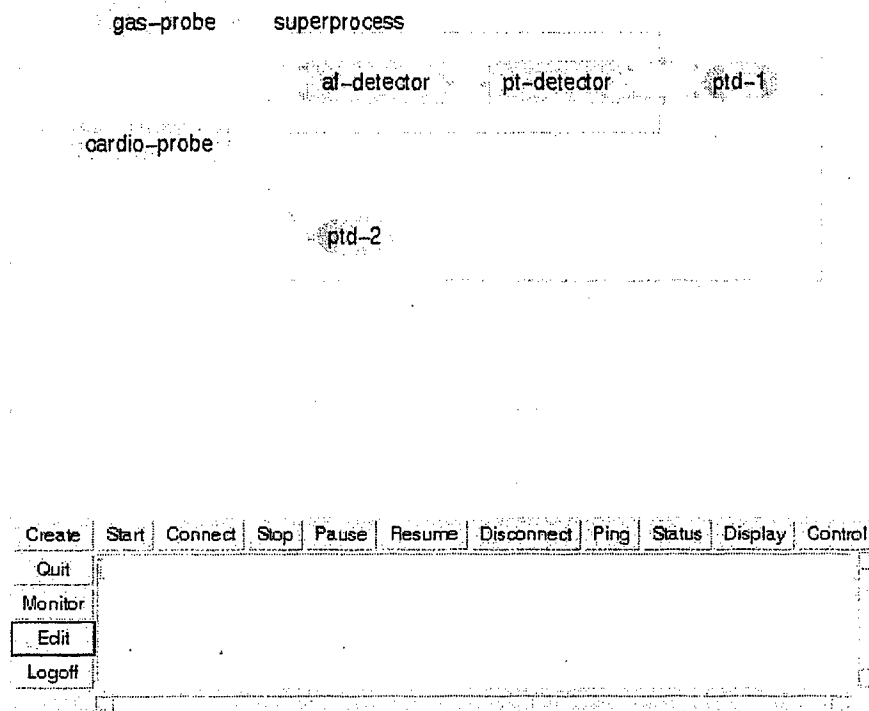 gas-probe superprocess
af-detector pt-detector ptd-1
cardio-probe
ptd-2
Create Start Connect Stop Pause Resume Disconnect Ping Status Display Control
Quit
Monitor
Edit
Logoff